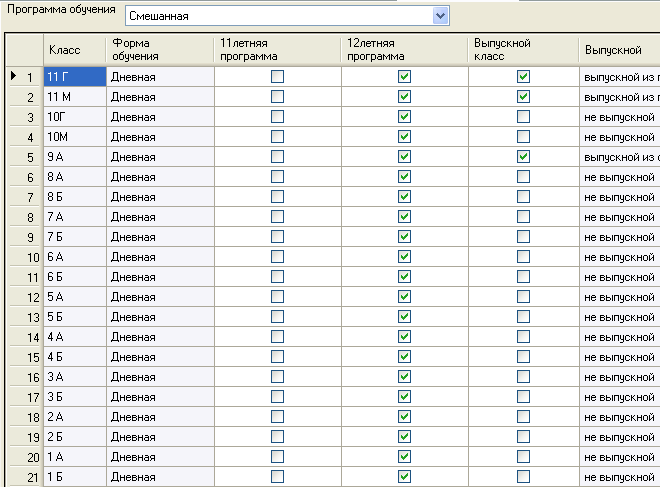 Программа обучения Смешанная
Класс Форма обучения 11летняя программа 12летняя программа Выпускной класс Выпускной
1 11 Г Дневная выпускной из
2 11 М Дневная выпускной из
3 10Г Дневная не выпускной
4 10М Дневная не выпускной
5 9 А Дневная выпускной из
6 8 А Дневная не выпускной
7 8 Б Дневная не выпускной
8 7 А Дневная не выпускной
9 7 Б Дневная не выпускной
10 6 А Дневная не выпускной
11 6 Б Дневная не выпускной
12 5 А Дневная не выпускной
13 5 Б Дневная не выпускной
14 4 А Дневная не выпускной
15 4 Б Дневная не выпускной
16 3 А Дневная не выпускной
17 3 Б Дневная не выпускной
18 2 А Дневная не выпускной
19 2 Б Дневная не выпускной
20 1 А Дневная не выпускной
21 1 Б Дневная не выпускной